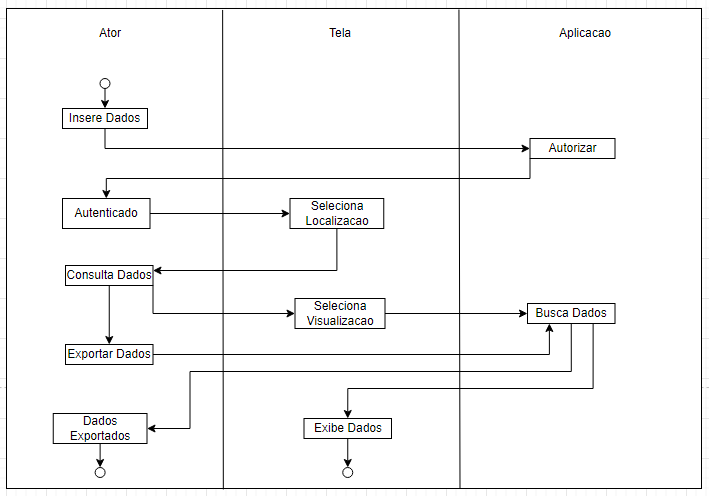 Ator
Tela
Aplicacao
Insere Dados
Autorizar
Autenticado
Seleciona
Localizacao
Consulta Dados
Seleciona
Visualizacao
Busca Dados
Exportar Dados
Dados
Exportados
Exibe Dados